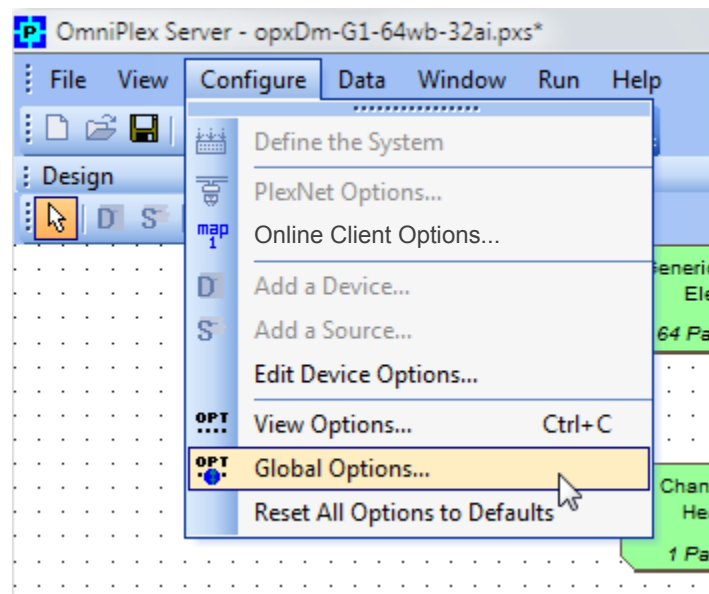 OmniPlex Server - opxDm-G1-64wb-32ai.pxs*
File View Configure Data Window Run Help
Define the System
Design
PlexNet Options...
D S
map 1
Online Client Options...
D Add a Device...
S Add a Source...
Edit Device Options...
OPT View Options... Ctrl+C
OPT Global Options...
Reset All Options to Defaults
64 Pa
Chan
He
1 Pa